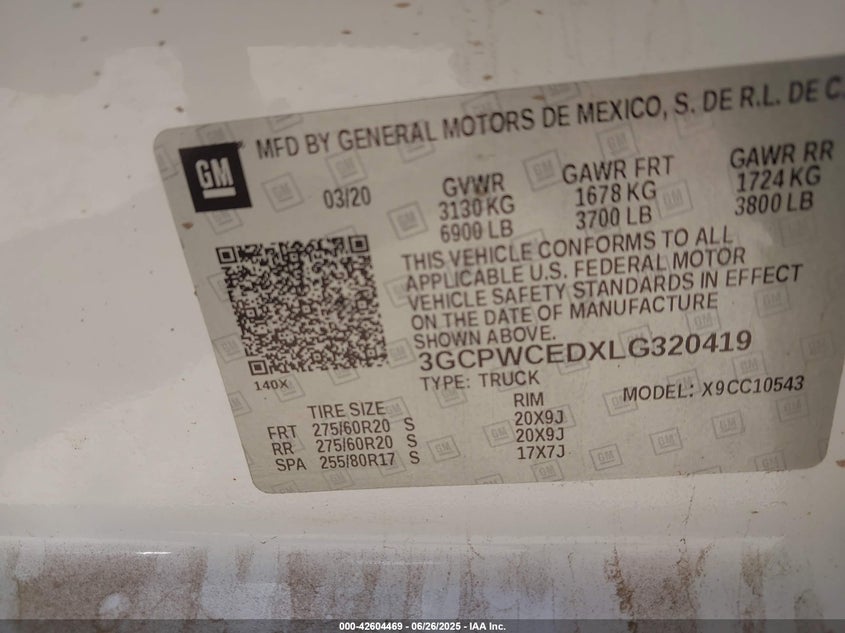 MFD BY GENERAL MOTORS DE MEXICO, S. DE R.L. DE C.
GM
03/20
GVWR GAWR FRT GAWR RR
3130 KG 1678 KG 1724 KG
6900 LB 3700 LB 3800 LB
THIS VEHICLE CONFORMS TO ALL
APPLICABLE U.S. FEDERAL MOTOR
VEHICLE SAFETY STANDARDS IN EFFECT
ON THE DATE OF MANUFACTURE
SHOWN ABOVE.
3GCPWCEDXLG320419
140X
TYPE: TRUCK MODEL: X9CC10543
TIRE SIZE RIM
FRT 275/60R20 S 20X9J
RR 275/60R20 S 20X9J
SPA 255/80R17 S 17X7J
000-42604469 - 06/26/2025 - IAA Inc.